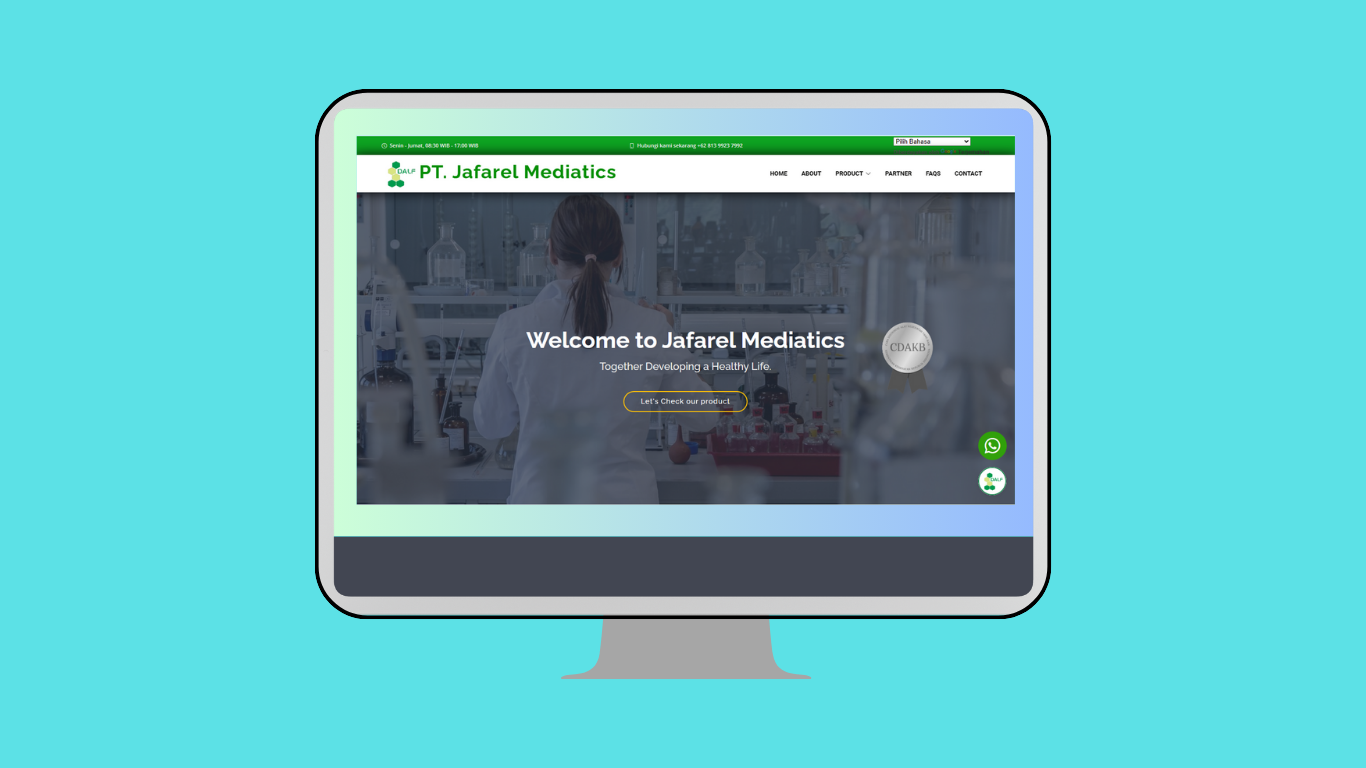 Senin - Jumat, 08:30 WIB - 17:00 WIB
Hubungi kami sekarang +62 813 9923 7992
Pilih Bahasa
PT. Jafarel Mediatics
HOME
ABOUT
PRODUCT
PARTNER
FAQS
CONTACT
Welcome to Jafarel Mediatics
Together Developing a Healthy Life.
Let's Check our product
CDAKB